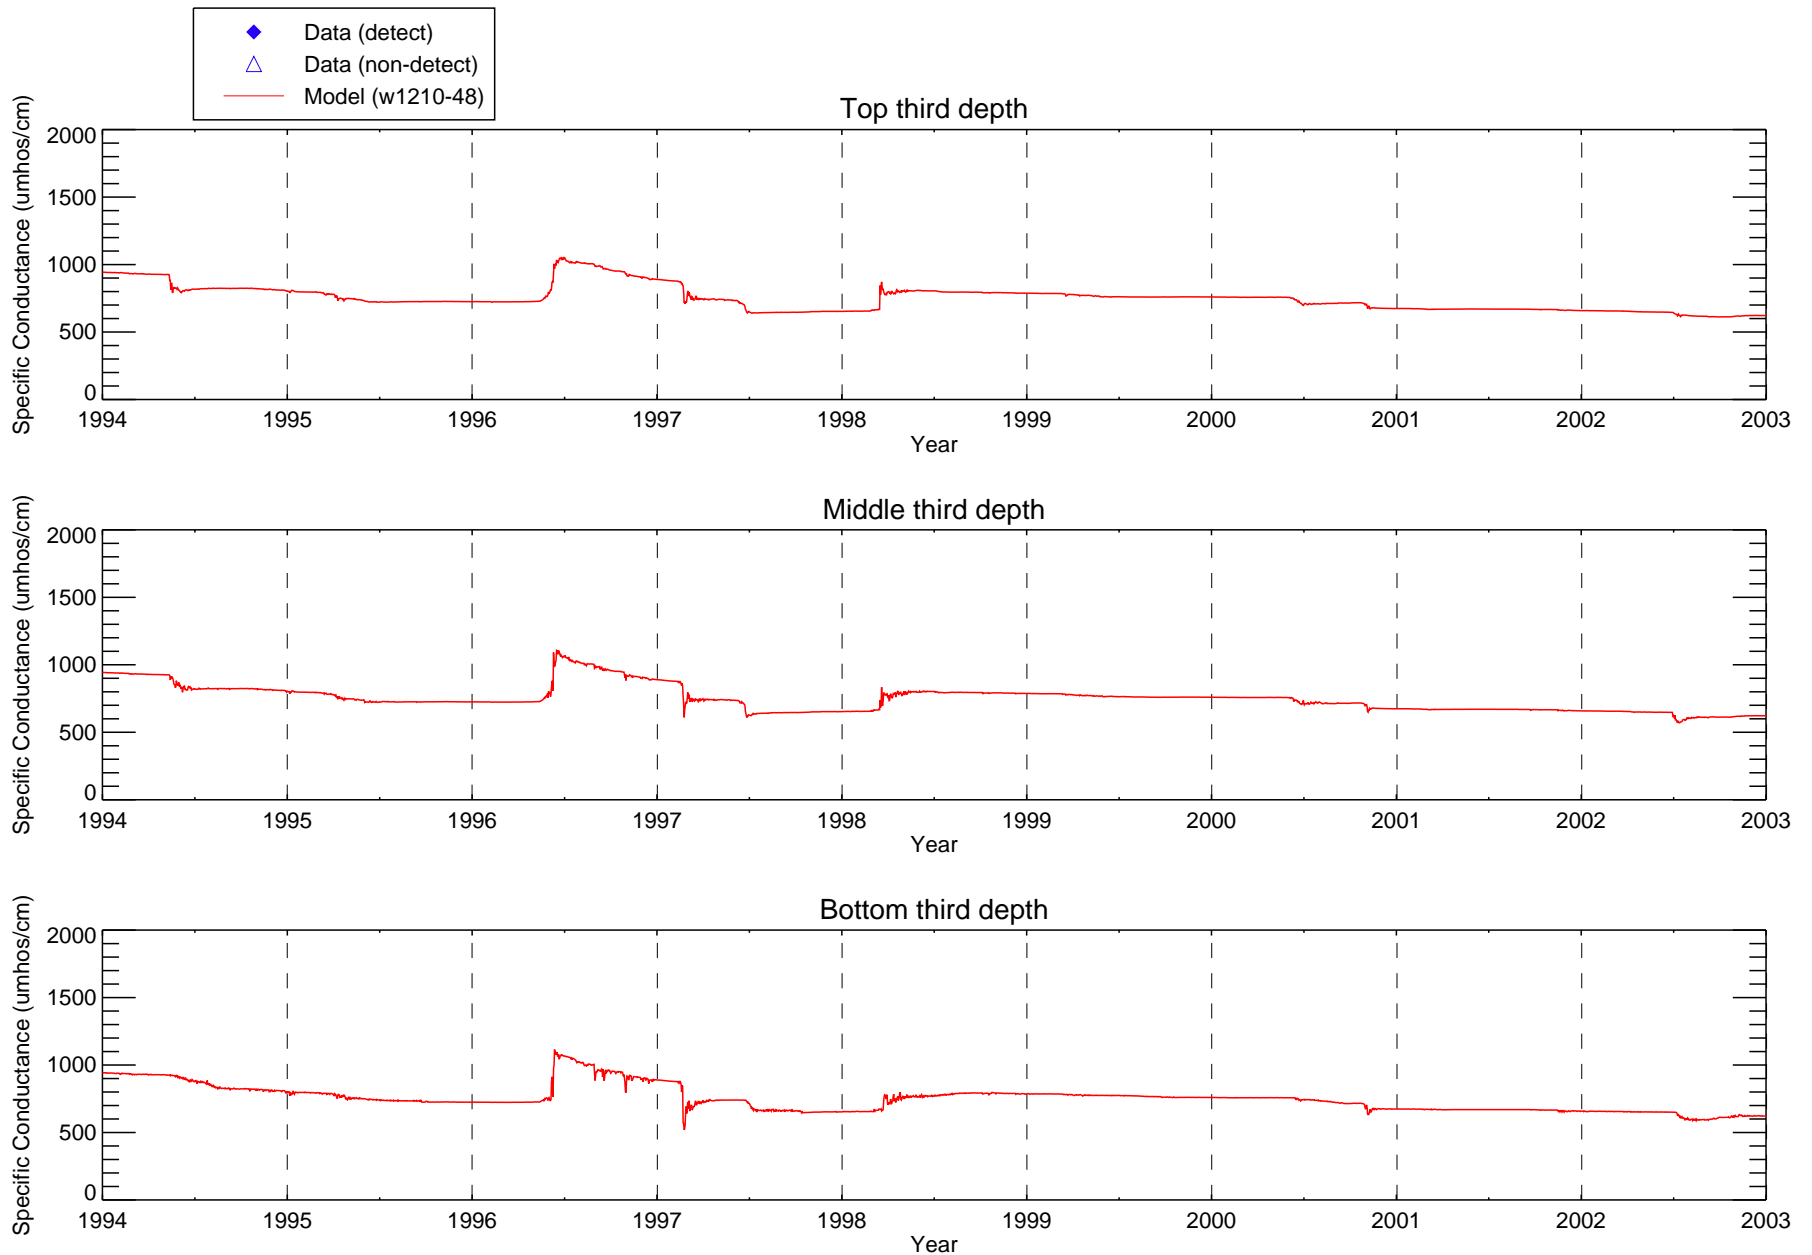 Data (detect)
Data (non-detect)
Model (w1210-48)
Top third depth
Specific Conductance (umhos/cm)
2000
1500
1000
500
0
1994 1995 1996 1997 1998 1999 2000 2001 2002 2003
Year
Middle third depth
Specific Conductance (umhos/cm)
2000
1500
1000
500
0
1994 1995 1996 1997 1998 1999 2000 2001 2002 2003
Year
Bottom third depth
Specific Conductance (umhos/cm)
2000
1500
1000
500
0
1994 1995 1996 1997 1998 1999 2000 2001 2002 2003
Year